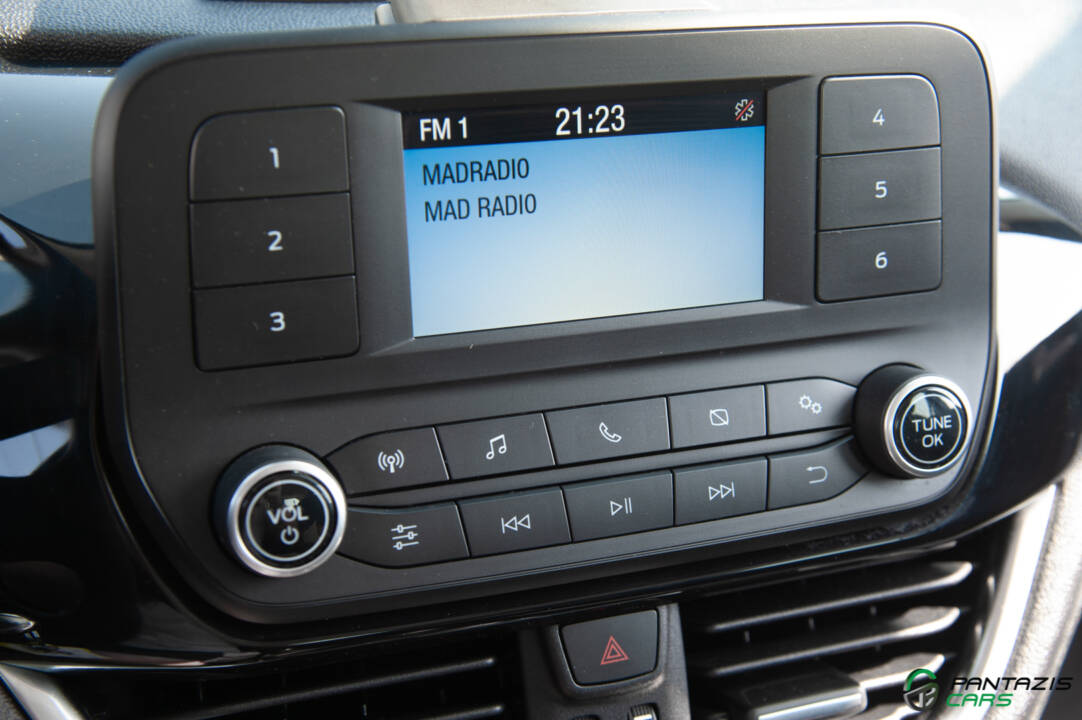 FM 1 21:23
MADRADIO
MAD RADIO
1
2
3
4
5
6
VOL
TUNE
OK
PANTAZIS
CARS